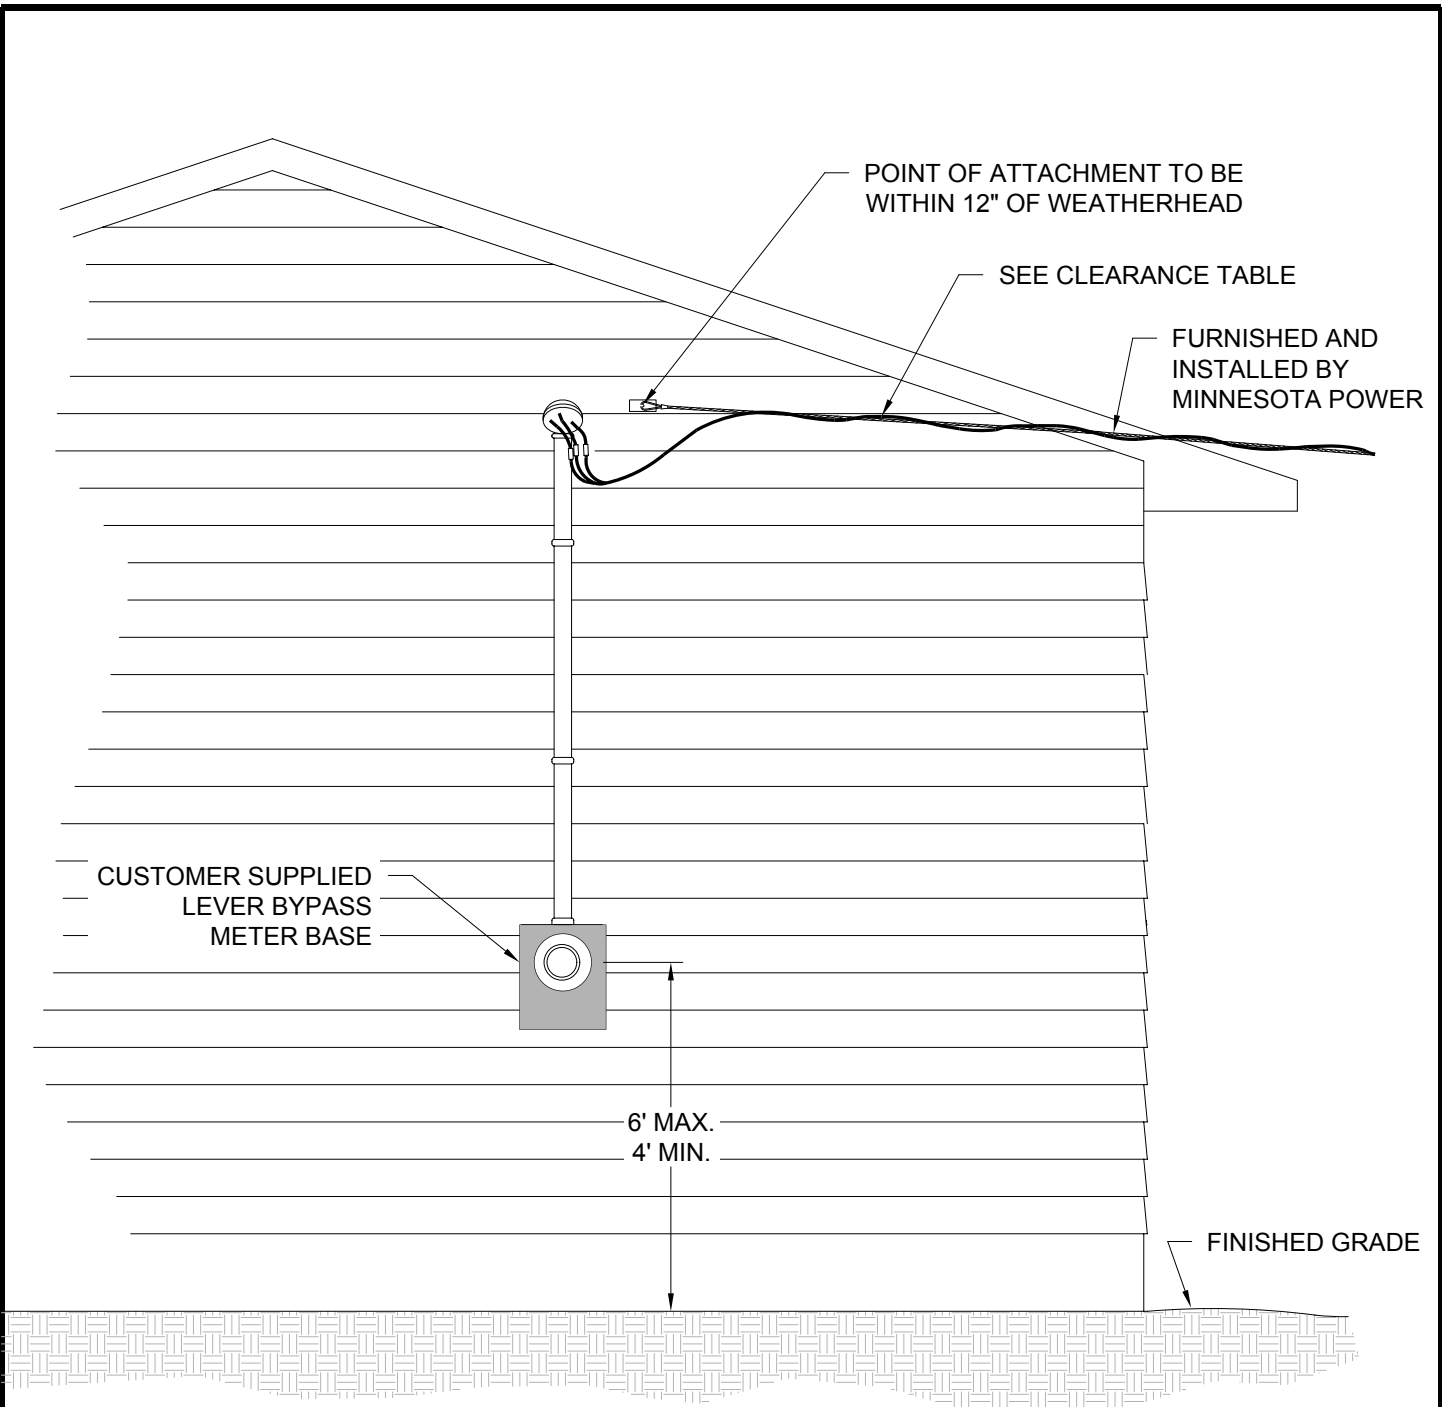 POINT OF ATTACHMENT TO BE
WITHIN 12" OF WEATHERHEAD
SEE CLEARANCE TABLE
FURNISHED AND
INSTALLED BY
MINNESOTA POWER
CUSTOMER SUPPLIED
LEVER BYPASS
METER BASE
6' MAX.
4' MIN.
FINISHED GRADE